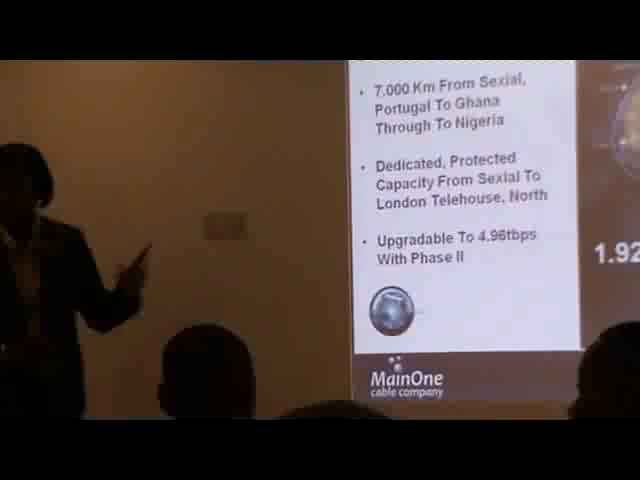 7.000 Km From Sexial,
Portugal To Ghana
Through To Nigeria
Dedicated, Protected
Capacity From Sexial To
London Telehouse, North
Upgradable To 4.96tbps
With Phase II
1.92
MainOne
cable company